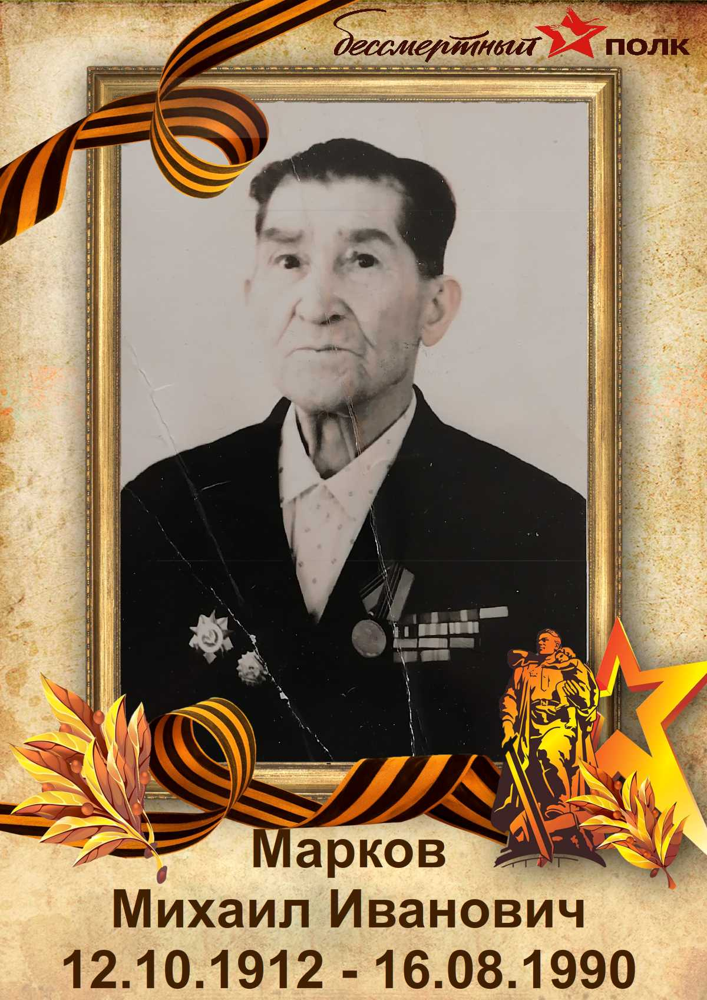 бессмертный полк
Марков
Михаил Иванович
12.10.1912 - 16.08.1990